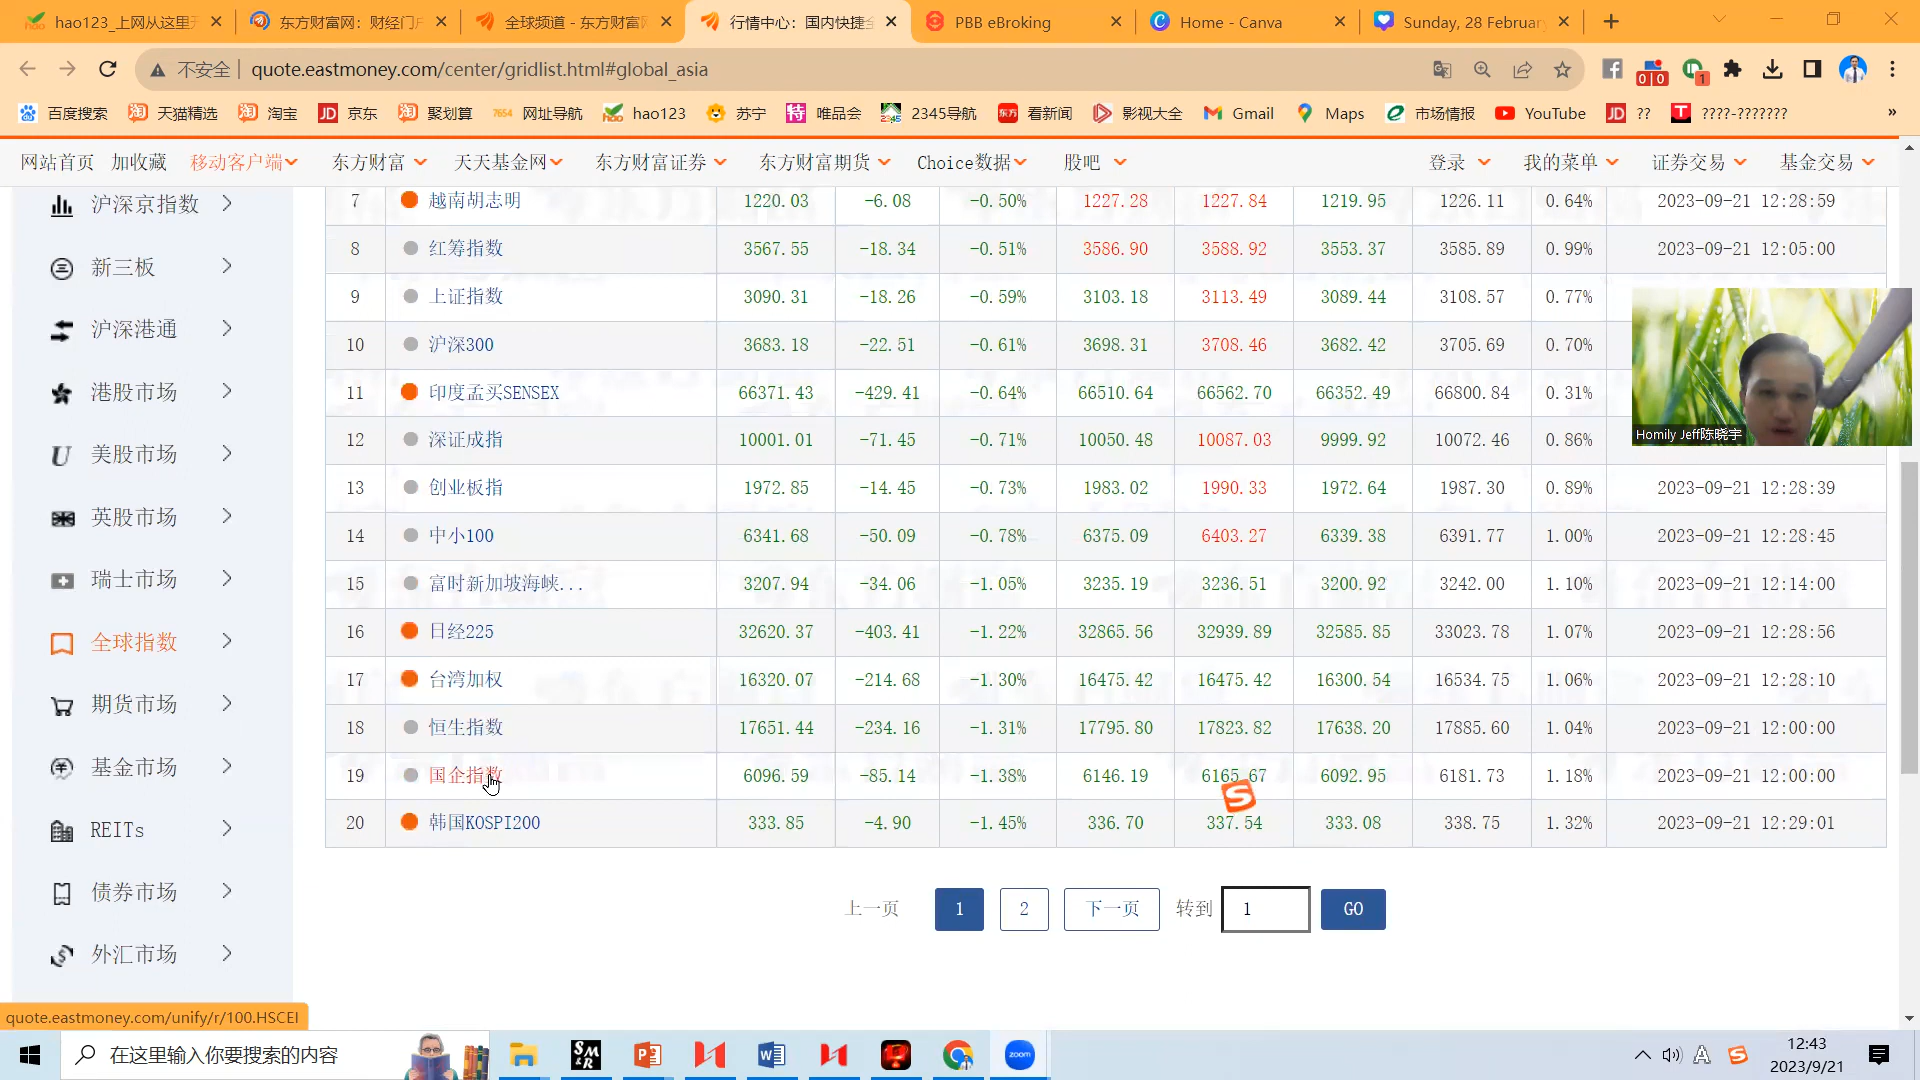 hao123_上网从这里开
东方财富网：财经门户
全球频道 - 东方财富网
行情中心：国内快捷全
PBB eBroking
Home - Canva
Sunday, 28 February
不安全
quote.eastmoney.com/center/gridlist.html#global_asia
0|0
1
百度搜索 天猫精选 淘宝 京东 聚划算 网址导航 hao123 苏宁 唯品会 2345导航 看新闻 影视大全 Gmail Maps 市场情报 YouTube ?? ????-???????
网站首页 加收藏 移动客户端 东方财富 天天基金网 东方财富证券 东方财富期货 Choice数据 股吧 登录 我的菜单 证券交易 基金交易
沪深京指数
新三板
沪深港通
港股市场
美股市场
英股市场
瑞士市场
全球指数
期货市场
基金市场
REITs
债券市场
外汇市场
7 越南胡志明 1220.03 -6.08 -0.50% 1227.28 1227.84 1219.95 1226.11 0.64% 2023-09-21 12:28:59
8 红筹指数 3567.55 -18.34 -0.51% 3586.90 3588.92 3553.37 3585.89 0.99% 2023-09-21 12:05:00
9 上证指数 3090.31 -18.26 -0.59% 3103.18 3113.49 3089.44 3108.57 0.77%
10 沪深300 3683.18 -22.51 -0.61% 3698.31 3708.46 3682.42 3705.69 0.70%
11 印度孟买SENSEX 66371.43 -429.41 -0.64% 66510.64 66562.70 66352.49 66800.84 0.31%
12 深证成指 10001.01 -71.45 -0.71% 10050.48 10087.03 9999.92 10072.46 0.86%
13 创业板指 1972.85 -14.45 -0.73% 1983.02 1990.33 1972.64 1987.30 0.89% 2023-09-21 12:28:39
14 中小100 6341.68 -50.09 -0.78% 6375.09 6403.27 6339.38 6391.77 1.00% 2023-09-21 12:28:45
15 富时新加坡海峡... 3207.94 -34.06 -1.05% 3235.19 3236.51 3200.92 3242.00 1.10% 2023-09-21 12:14:00
16 日经225 32620.37 -403.41 -1.22% 32865.56 32939.89 32585.85 33023.78 1.07% 2023-09-21 12:28:56
17 台湾加权 16320.07 -214.68 -1.30% 16475.42 16475.42 16300.54 16534.75 1.06% 2023-09-21 12:28:10
18 恒生指数 17651.44 -234.16 -1.31% 17795.80 17823.82 17638.20 17885.60 1.04% 2023-09-21 12:00:00
19 国企指数 6096.59 -85.14 -1.38% 6146.19 6165.67 6092.95 6181.73 1.18% 2023-09-21 12:00:00
20 韩国KOSPI200 333.85 -4.90 -1.45% 336.70 337.54 333.08 338.75 1.32% 2023-09-21 12:29:01
Homily Jeff陈晓宇
上一页 1 2 下一页 转到 1 GO
quote.eastmoney.com/unify/r/100.HSCEI
在这里输入你要搜索的内容
zoom
12:43
2023/9/21